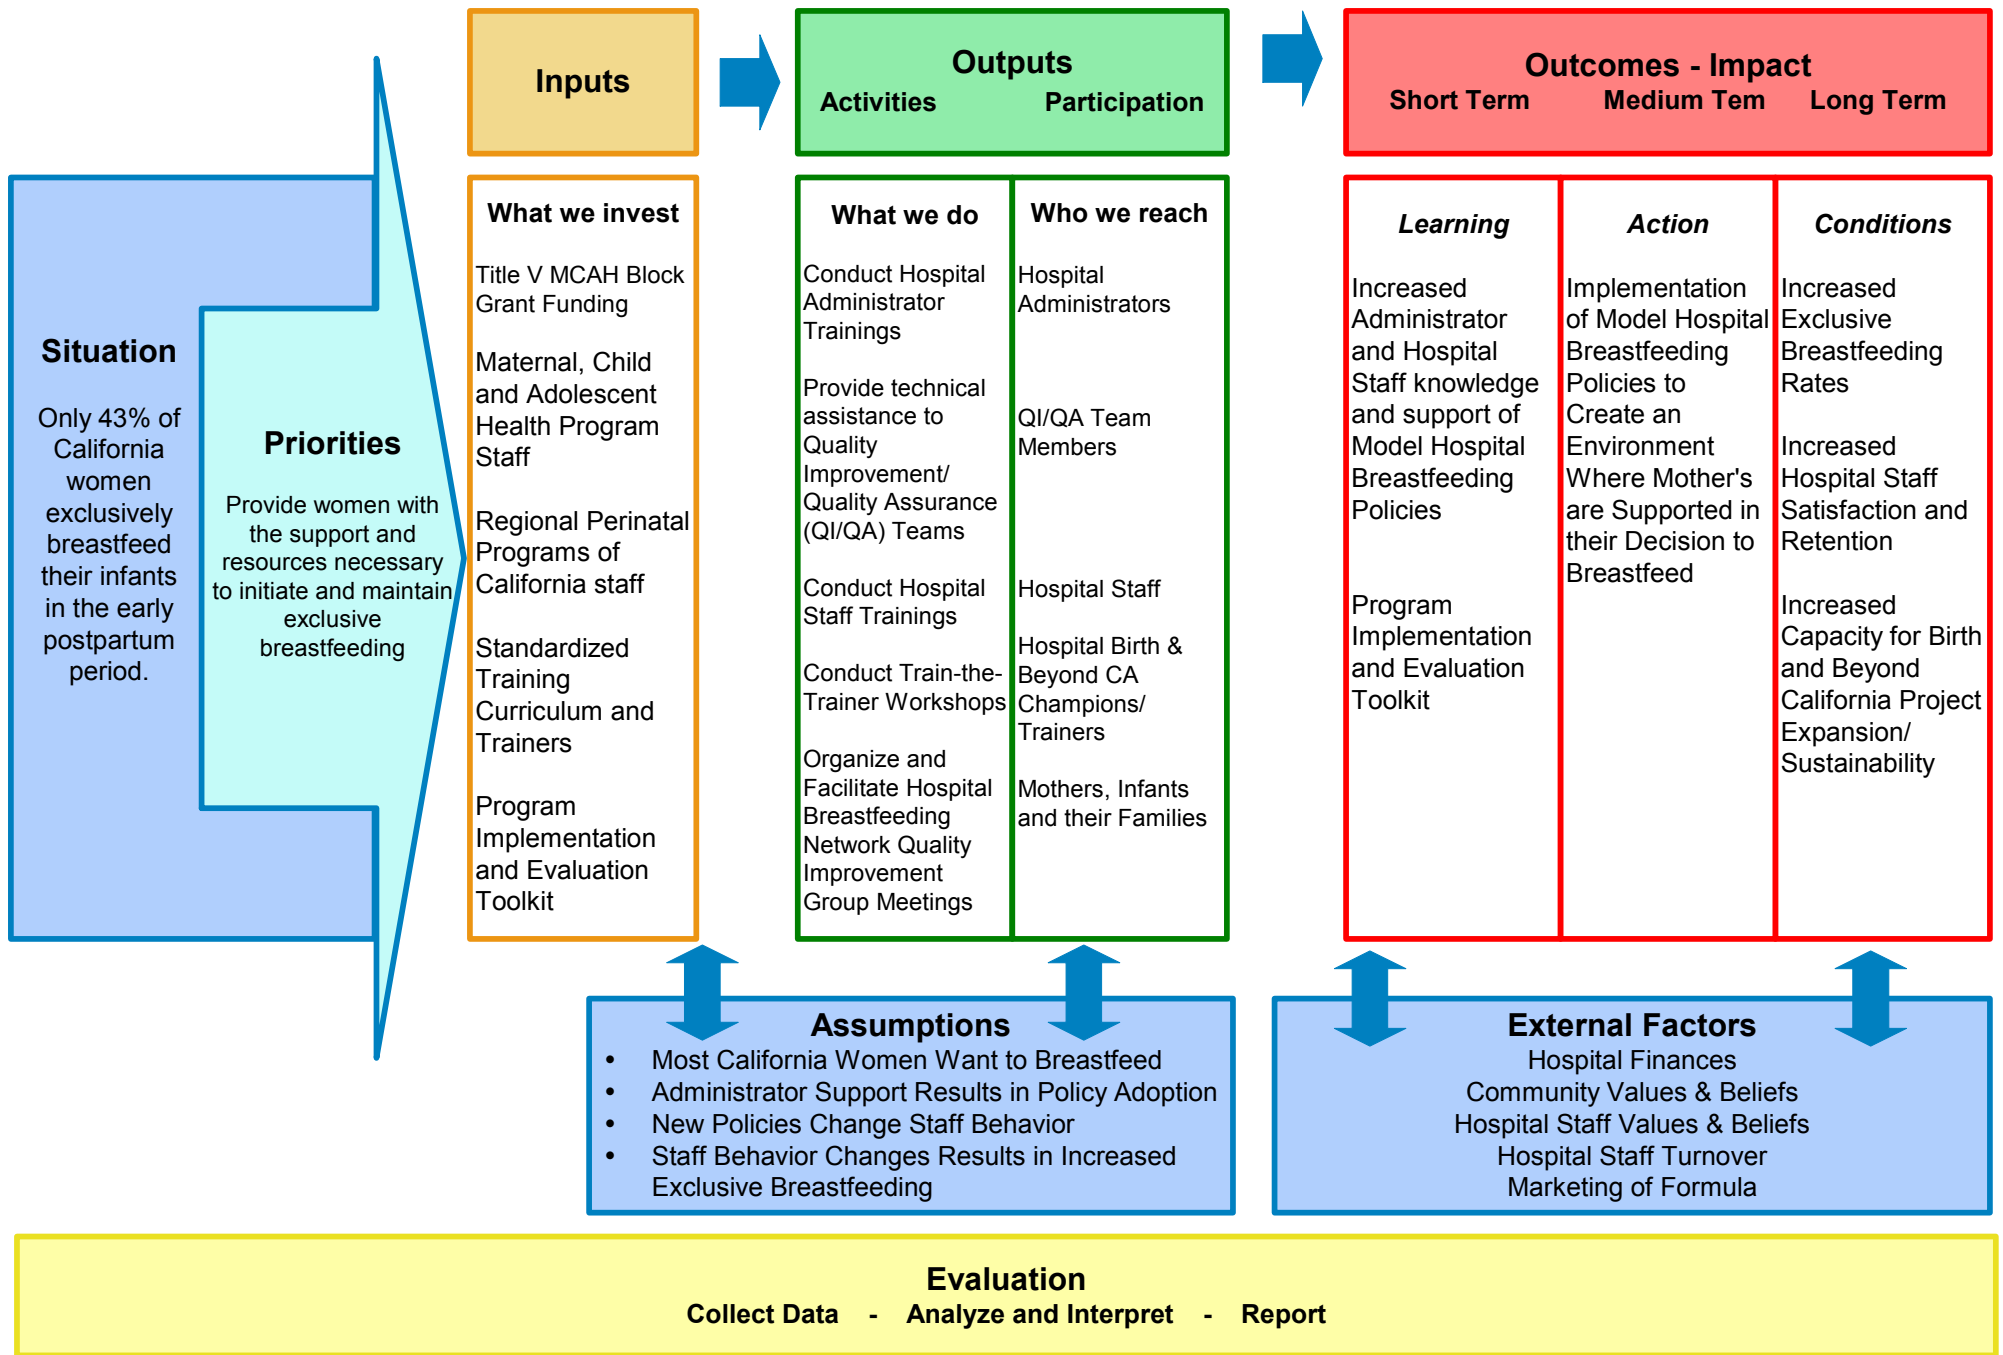 Inputs
Outputs
Activities Participation
Outcomes - Impact
Short Term Medium Tem Long Term
Situation
Only 43% of
California
women
exclusively
breastfeed
their infants
in the early
postpartum
period.
Priorities
Provide women with
the support and
resources necessary
to initiate and maintain
exclusive
breastfeeding
What we invest
Title V MCAH Block
Grant Funding
Maternal, Child
and Adolescent
Health Program
Staff
Regional Perinatal
Programs of
California staff
Standardized
Training
Curriculum and
Trainers
Program
Implementation
and Evaluation
Toolkit
What we do
Conduct Hospital
Administrator
Trainings
Provide technical
assistance to
Quality
Improvement/
Quality Assurance
(QI/QA) Teams
Conduct Hospital
Staff Trainings
Conduct Train-the-
Trainer Workshops
Organize and
Facilitate Hospital
Breastfeeding
Network Quality
Improvement
Group Meetings
Who we reach
Hospital
Administrators
QI/QA Team
Members
Hospital Staff
Hospital Birth &
Beyond CA
Champions/
Trainers
Mothers, Infants
and their Families
Learning
Increased
Administrator
and Hospital
Staff knowledge
and support of
Model Hospital
Breastfeeding
Policies
Program
Implementation
and Evaluation
Toolkit
Action
Implementation
of Model Hospital
Breastfeeding
Policies to
Create an
Environment
Where Mother's
are Supported in
their Decision to
Breastfeed
Conditions
Increased
Exclusive
Breastfeeding
Rates
Increased
Hospital Staff
Satisfaction and
Retention
Increased
Capacity for Birth
and Beyond
California Project
Expansion/
Sustainability
Assumptions
• Most California Women Want to Breastfeed
• Administrator Support Results in Policy Adoption
• New Policies Change Staff Behavior
• Staff Behavior Changes Results in Increased
Exclusive Breastfeeding
External Factors
Hospital Finances
Community Values & Beliefs
Hospital Staff Values & Beliefs
Hospital Staff Turnover
Marketing of Formula
Evaluation
Collect Data - Analyze and Interpret - Report